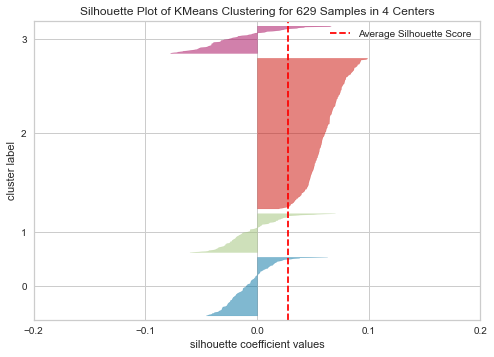 Silhouette Plot of KMeans Clustering for 629 Samples in 4 Centers
Average Silhouette Score
3
2
1
0
cluster label
−0.2 −0.1 0.0 0.1 0.2
silhouette coefficient values